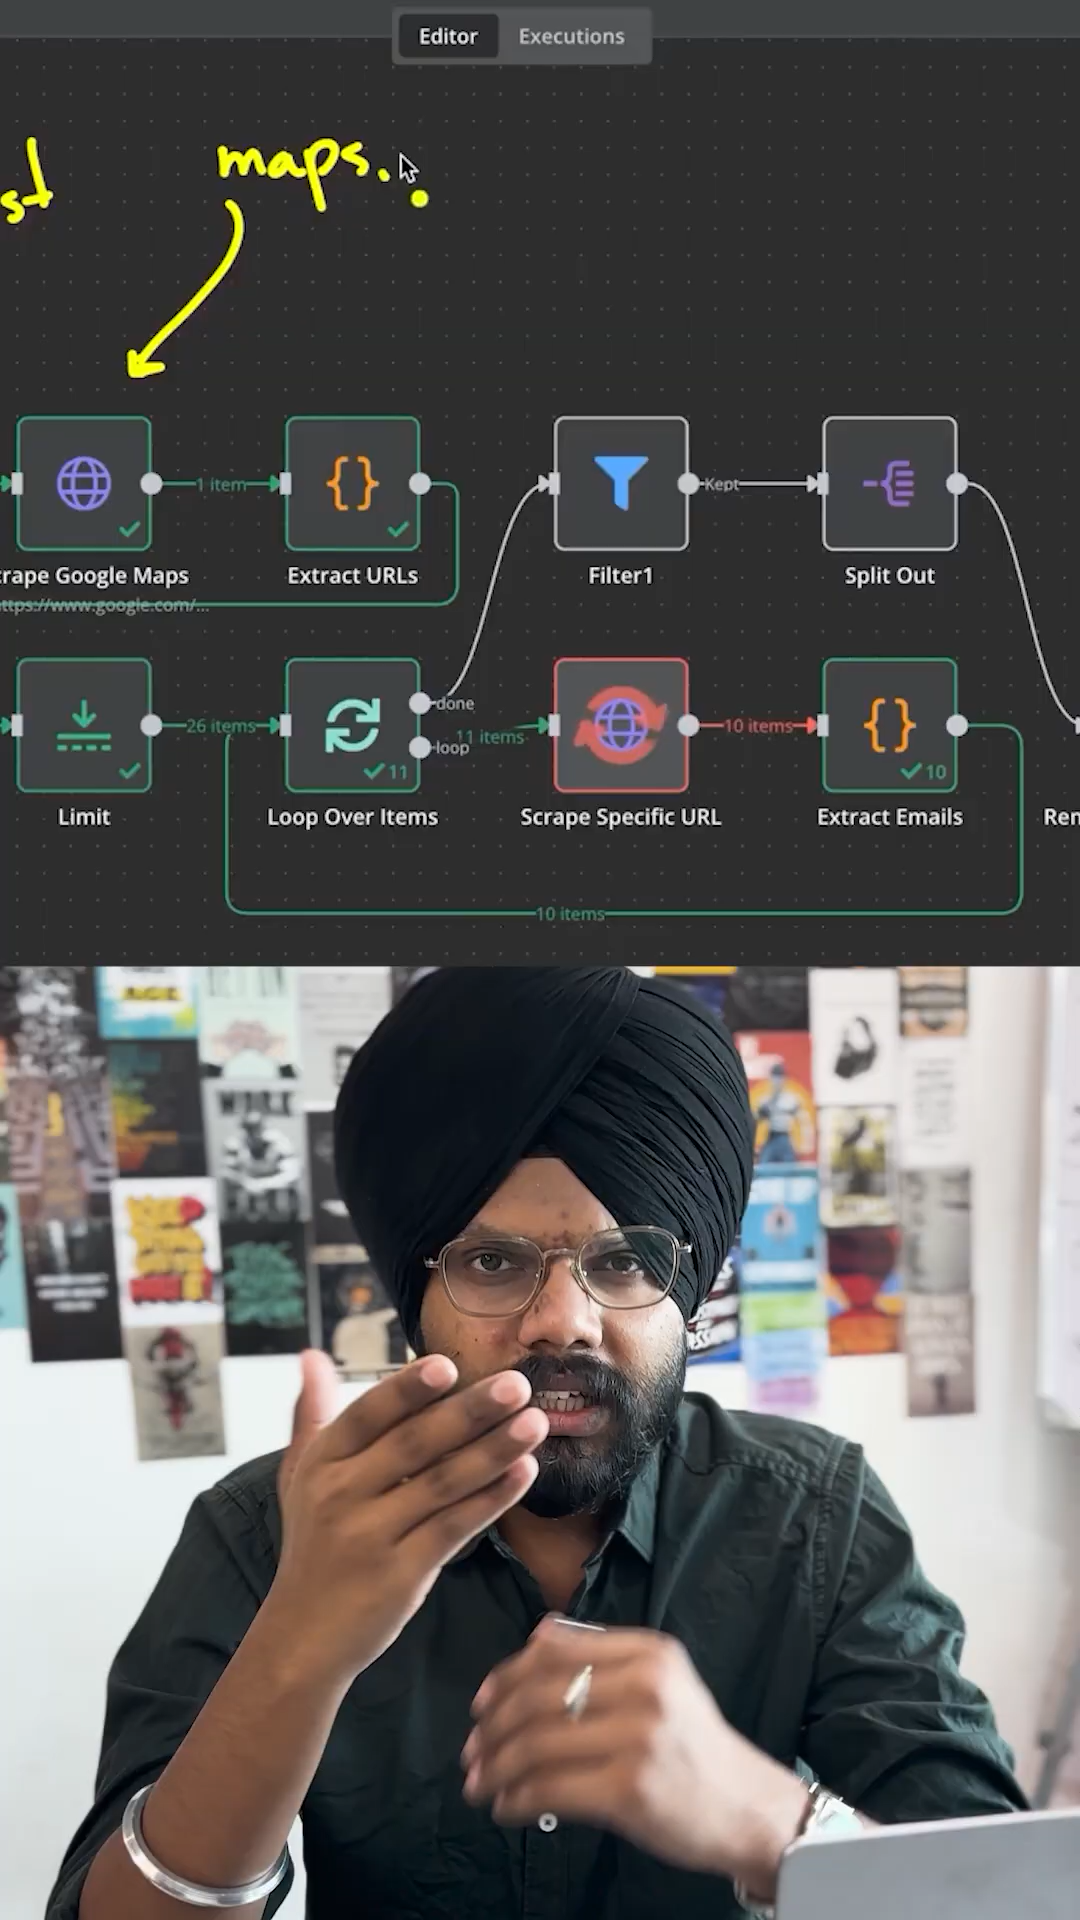 Editor Executions
st maps.
1 item
Kept
crape Google Maps
Extract URLs
Filter1
Split Out
ttps://www.google.com/...
26 items
done
11 items
loop
10 items
11
10
Limit
Loop Over Items
Scrape Specific URL
Extract Emails
Ren
10 items